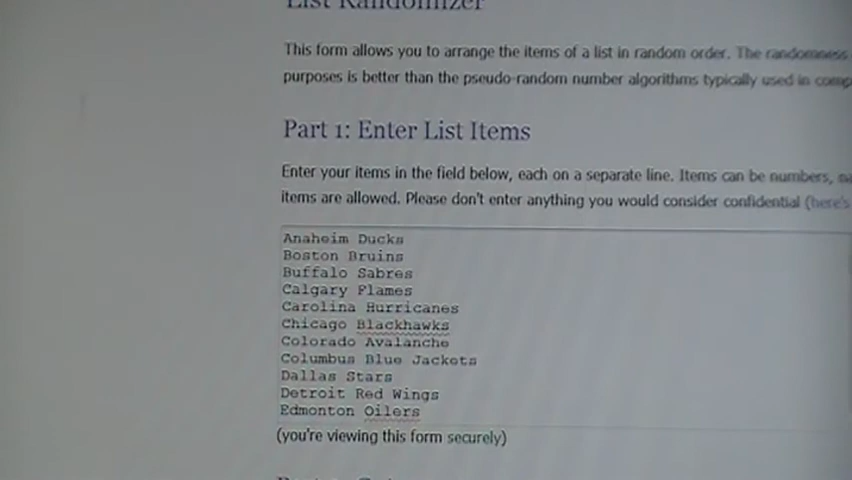 List Randomizer
This form allows you to arrange the items of a list in random order. The randomness
purposes is better than the pseudo-random number algorithms typically used in
Part 1: Enter List Items
Enter your items in the field below, each on a separate line. Items can be numbers,
items are allowed. Please don't enter anything you would consider confidential (here's
Anaheim Ducks
Boston Bruins
Buffalo Sabres
Calgary Flames
Carolina Hurricanes
Chicago Blackhawks
Colorado Avalanche
Columbus Blue Jackets
Dallas Stars
Detroit Red Wings
Edmonton Oilers
(you're viewing this form securely)